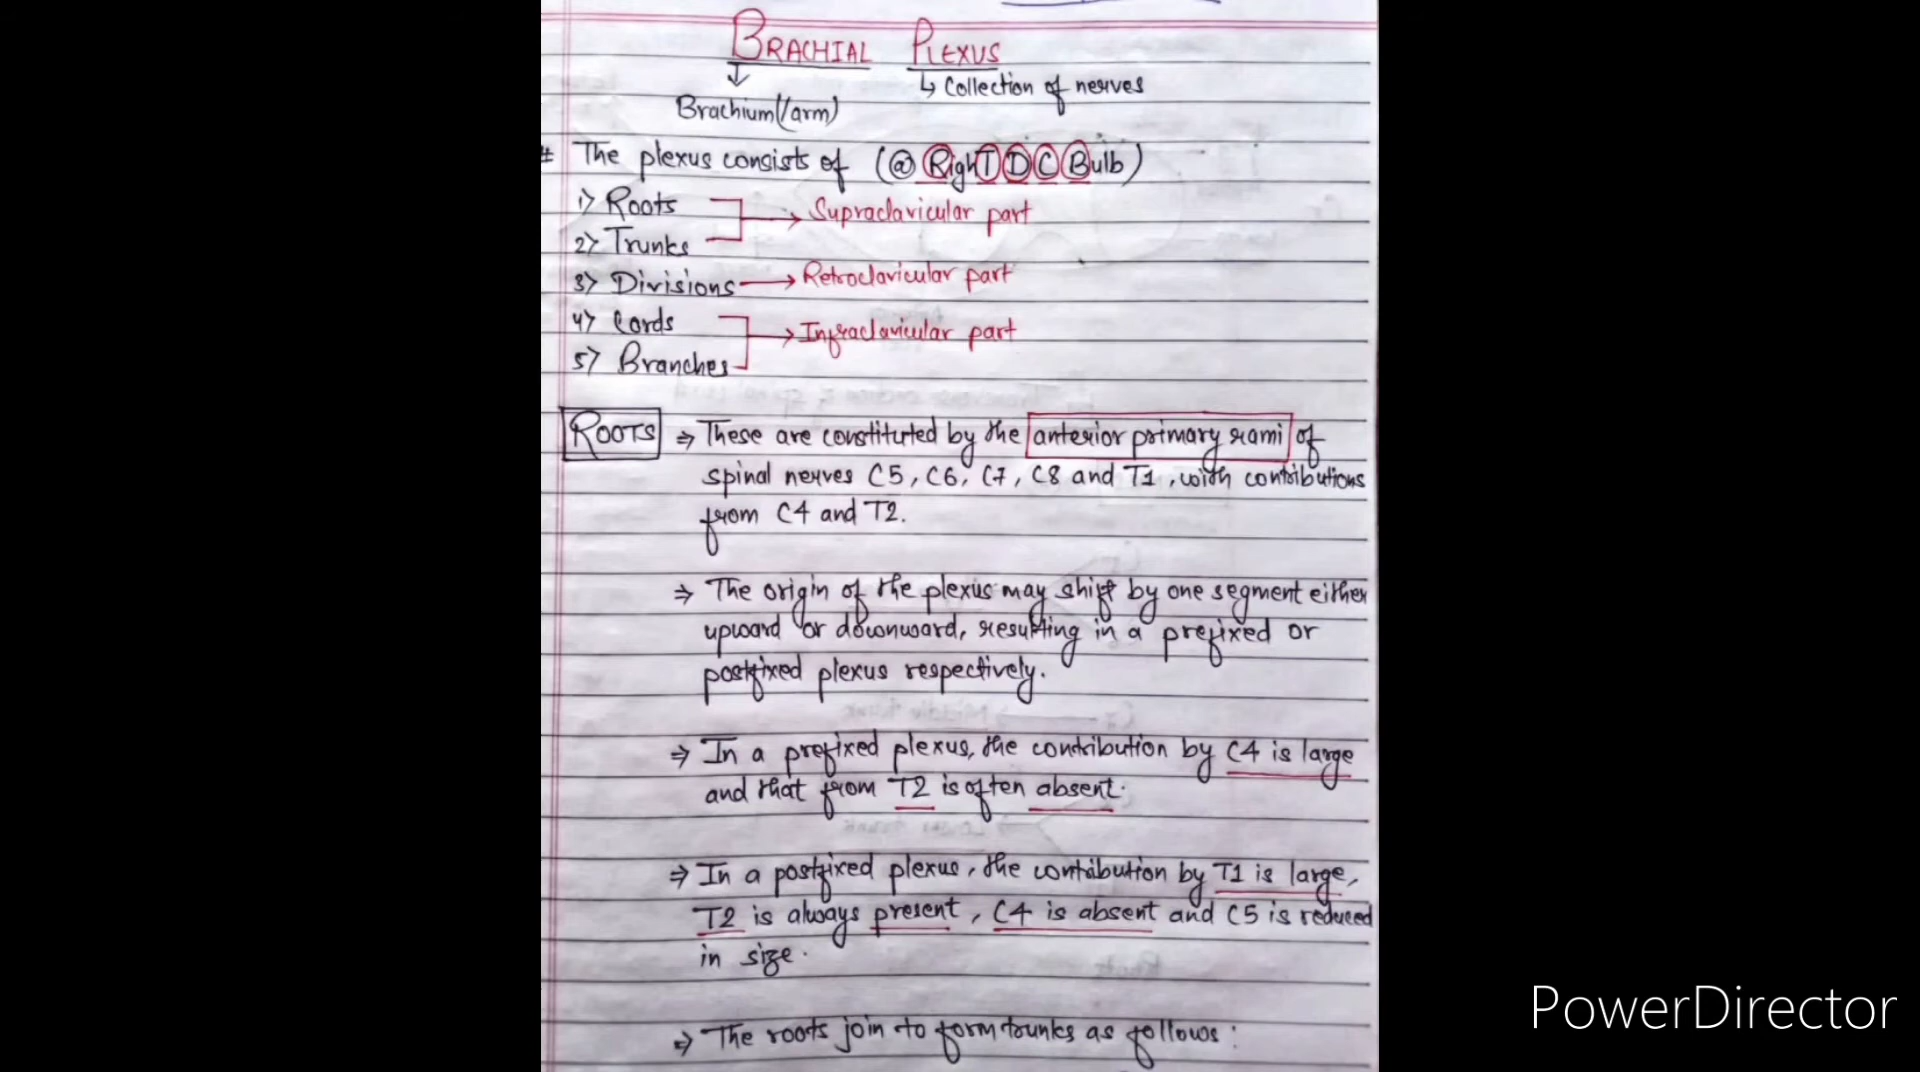 BRACHIAL PLEXUS
↳ Collection of nerves
Brachium(/arm)
# The plexus consists of (@ RighT D C Bulb)
1) Roots
→ Supraclavicular part
2) Trunks
3) Divisions → Retroclavicular part
4) Cords
→ Infraclavicular part
5) Branches
ROOTS ⇒ These are constituted by the anterior primary rami of
spinal nerves C5, C6, C7, C8 and T1, with contributions
from C4 and T2.
⇒ The origin of the plexus may shift by one segment either
upward or downward, resulting in a prefixed or
postfixed plexus respectively.
⇒ In a prefixed plexus, the contribution by C4 is large
and that from T2 is often absent.
⇒ In a postfixed plexus, the contribution by T1 is large,
T2 is always present, C4 is absent and C5 is reduced
in size.
⇒ The roots join to form trunks as follows:
PowerDirector